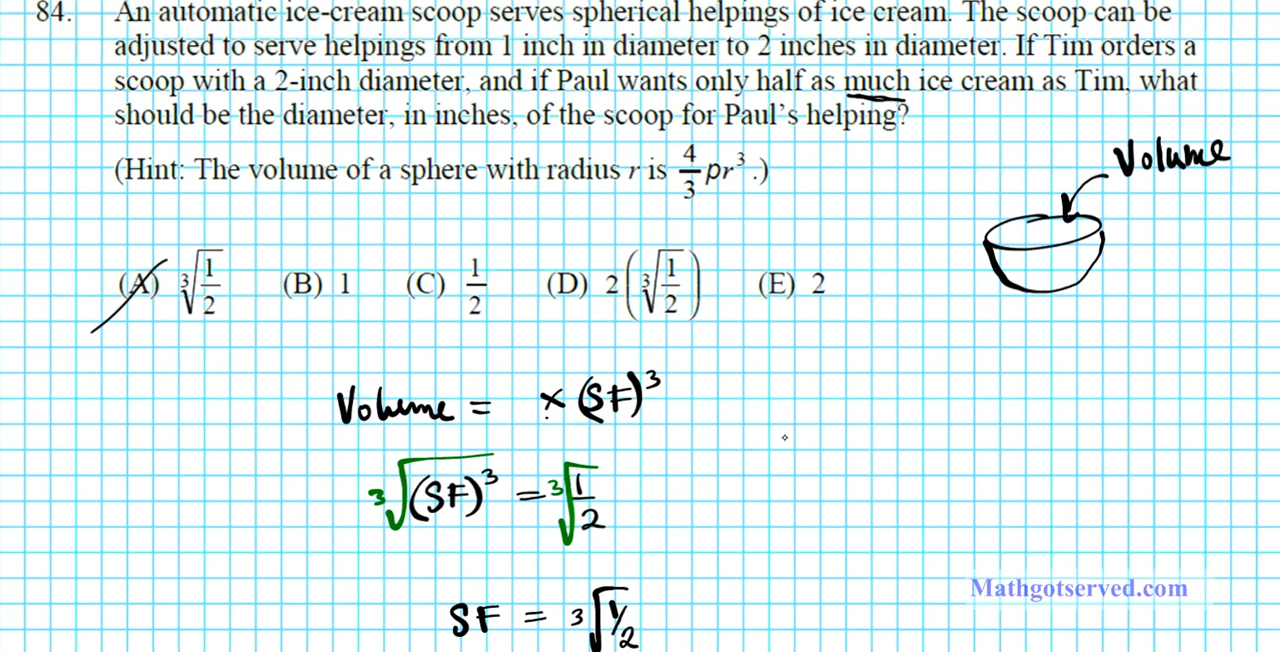 84. An automatic ice-cream scoop serves spherical helpings of ice cream. The scoop can be
adjusted to serve helpings from 1 inch in diameter to 2 inches in diameter. If Tim orders a
scoop with a 2-inch diameter, and if Paul wants only half as much ice cream as Tim, what
should be the diameter, in inches, of the scoop for Paul's helping?
Volume
(Hint: The volume of a sphere with radius r is 4/3 pr³.)
(A) ∛(1/2) (B) 1 (C) 1/2 (D) 2(∛(1/2)) (E) 2
Volume = × (SF)³
∛(SF)³ = ∛(1/2)
Mathgotserved.com
SF = ∛(1/2)